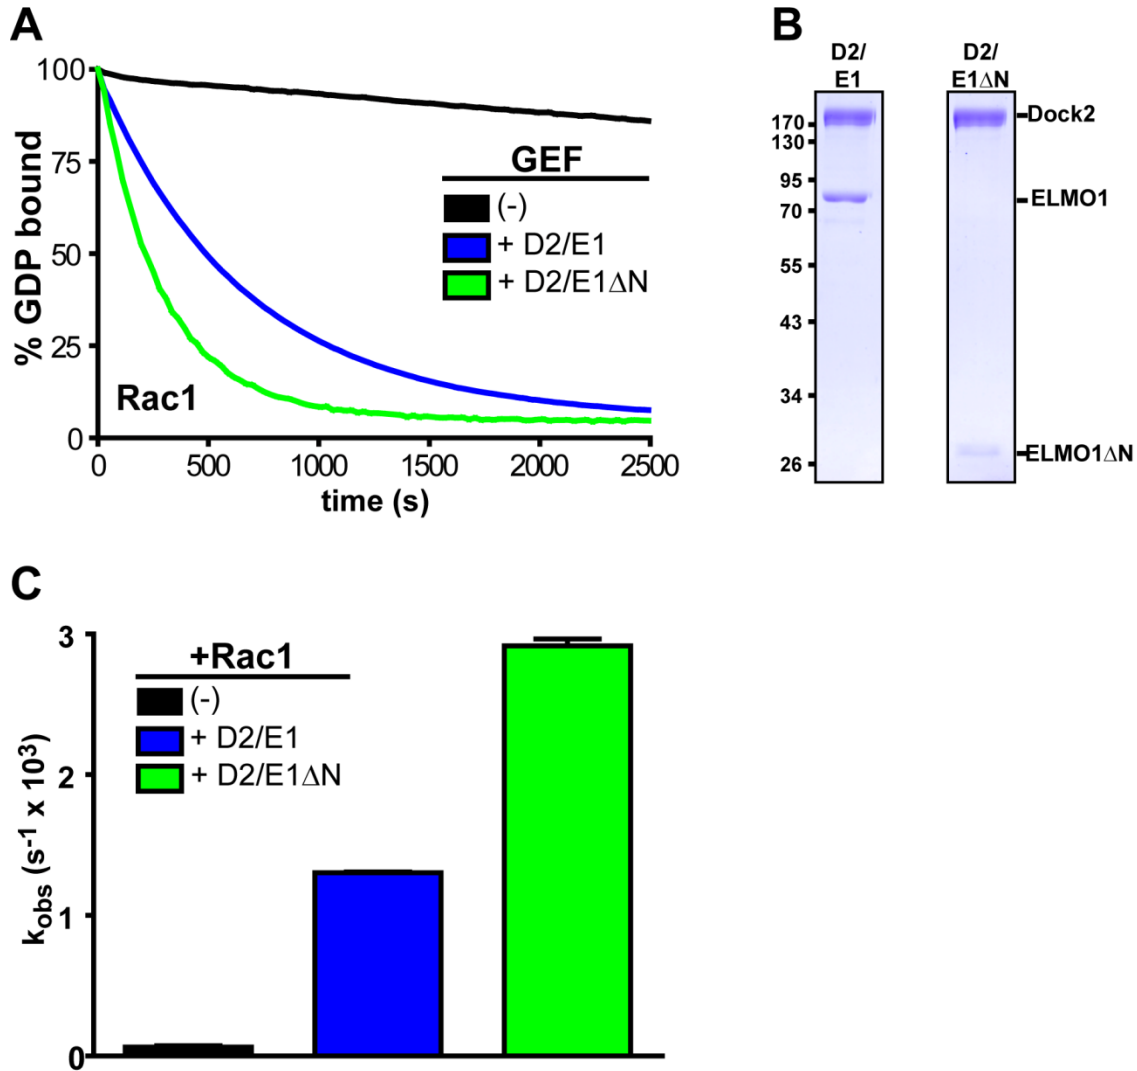 A
100
75
50
25
0
% GDP bound
0 500 1000 1500 2000 2500
time (s)
Rac1
GEF
(-)
+ D2/E1
+ D2/E1ΔN
B
D2/
E1
D2/
E1ΔN
170
130
95
70
55
43
34
26
Dock2
ELMO1
ELMO1ΔN
C
3
2
1
0
kobs (s-1 x 103)
+Rac1
(-)
+ D2/E1
+ D2/E1ΔN